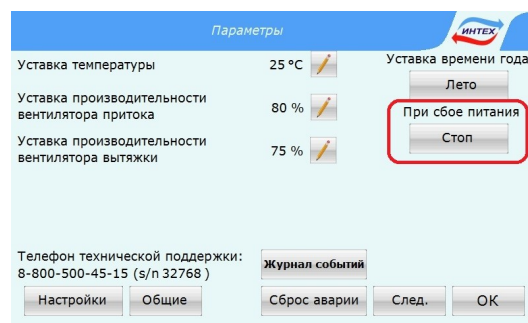 Параметры
ИНТЕХ
Уставка температуры
25 °C
Уставка времени года
Лето
Уставка производительности
вентилятора притока
80 %
При сбое питания
Стоп
Уставка производительности
вентилятора вытяжки
75 %
Телефон технической поддержки:
8-800-500-45-15 (s/n 32768 )
Журнал событий
Настройки
Общие
Сброс аварии
След.
ОК